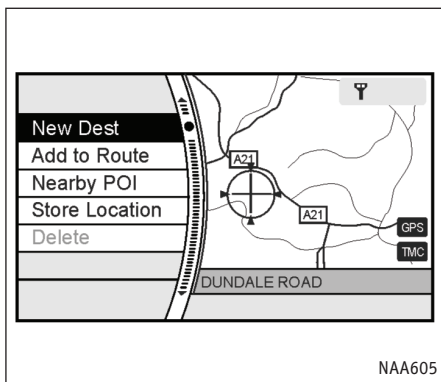 New Dest
Add to Route
Nearby POI
Store Location
Delete
A21
A21
GPS
TMC
DUNDALE ROAD
NAA605